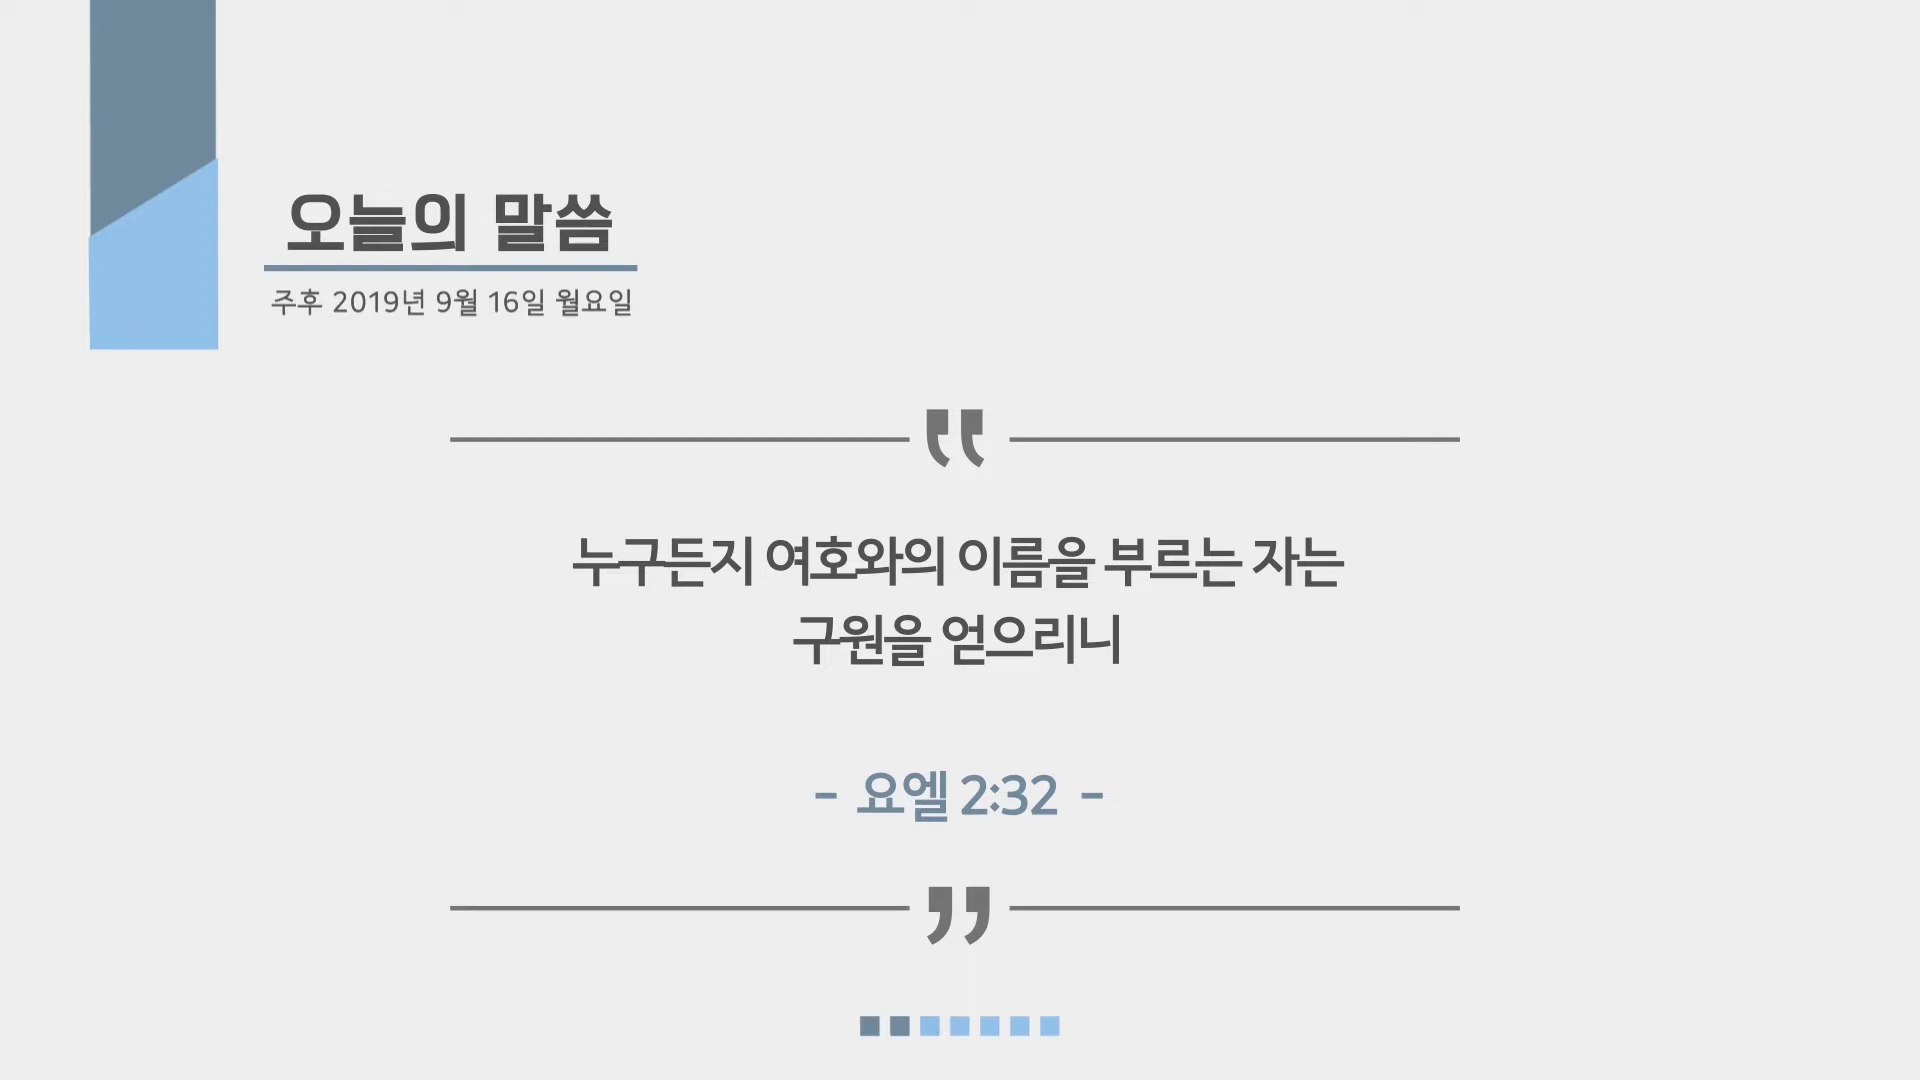 오늘의 말씀
주후 2019년 9월 16일 월요일
누구든지 여호와의 이름을 부르는 자는
구원을 얻으리니
- 요엘 2:32 -